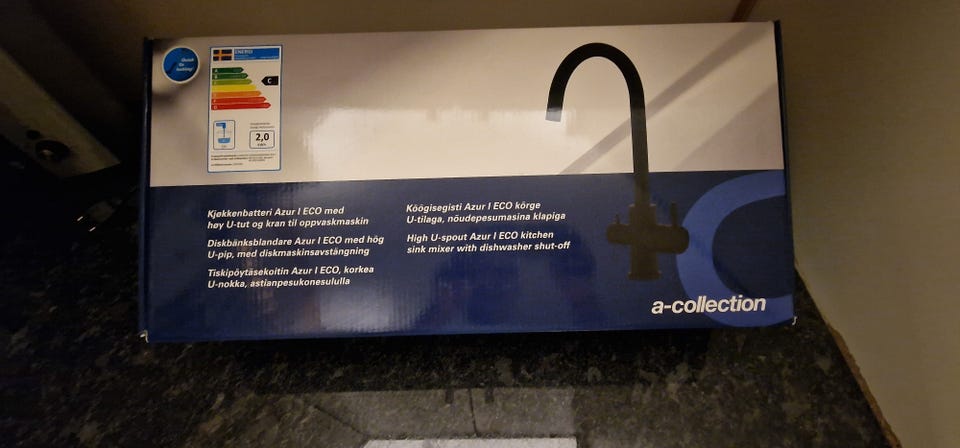 ENERGI
C
2,0
Kjøkkenbatteri Azur I ECO med
høy U-tut og kran til oppvaskmaskin
Diskbänksblandare Azur I ECO med hög
U-pip, med diskmaskinsavstängning
Tiskipöytäsekoitin Azur I ECO, korkea
U-nokka, astianpesukonesululla
Köögisegisti Azur I ECO kõrge
U-tilaga, nõudepesumasina klapiga
High U-spout Azur I ECO kitchen
sink mixer with dishwasher shut-off
a-collection